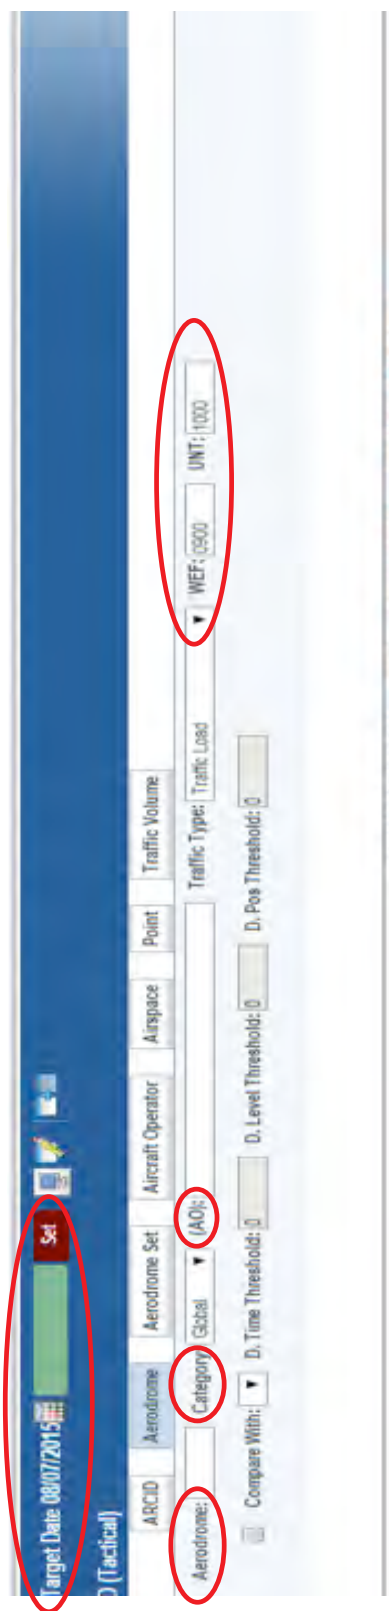 Target Date 08/07/2015 Set
(Tactical)
ARCID Aerodrome Aerodrome Set Aircraft Operator Airspace Point Traffic Volume
Aerodrome: Category Global (AO): Traffic Type: Traffic Load WEF: 0900 UNT: 1000
Compare With: D. Time Threshold: 0 D. Level Threshold: 0 D. Pos Threshold: 0